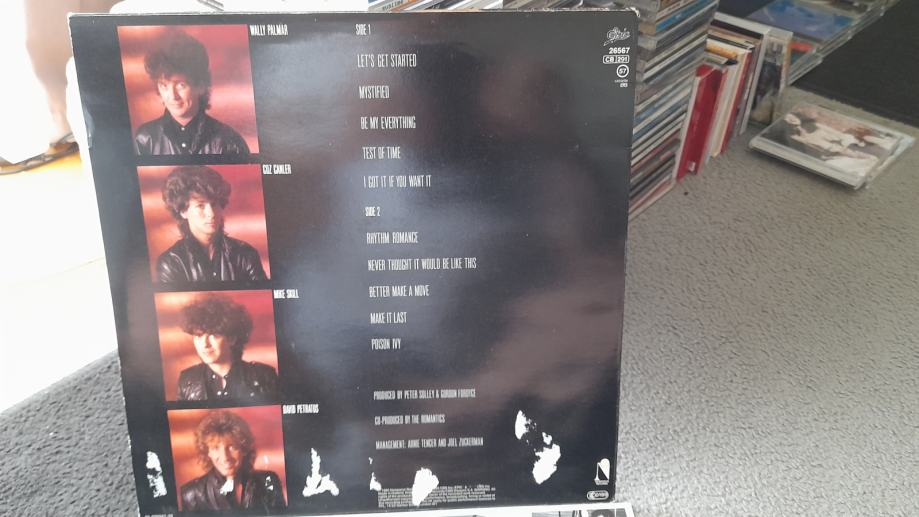 WALLY PALMAR
COZ CANLER
MIKE SKILL
DAVID PETRATOS
SIDE 1
LET'S GET STARTED
MYSTIFIED
BE MY EVERYTHING
TEST OF TIME
I GOT IT IF YOU WANT IT
SIDE 2
RHYTHM ROMANCE
NEVER THOUGHT IT WOULD BE LIKE THIS
BETTER MAKE A MOVE
MAKE IT LAST
POISON IVY
PRODUCED BY PETER SOLLEY & GORDON FORDYCE
CO-PRODUCED BY THE ROMANTICS
MANAGEMENT: ARNIE TENCER AND JOEL ZUCKERMAN
Epic
26567
CB 291
57